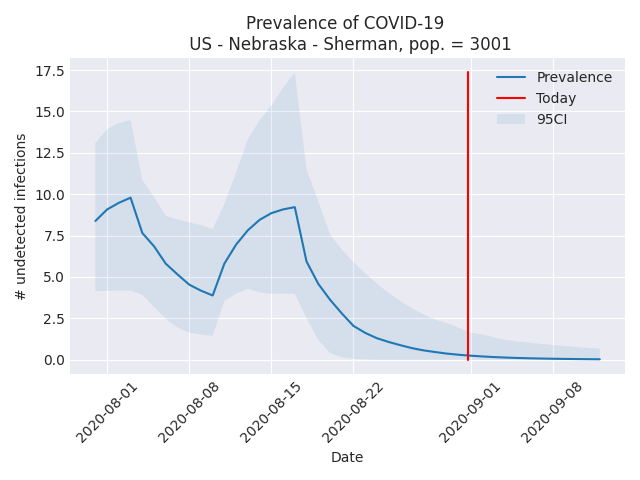 Prevalence of COVID-19
US - Nebraska - Sherman, pop. = 3001
17.5
15.0
12.5
10.0
7.5
5.0
2.5
0.0
# undetected infections
Prevalence
Today
95CI
2020-08-01
2020-08-08
2020-08-15
2020-08-22
2020-09-01
2020-09-08
Date